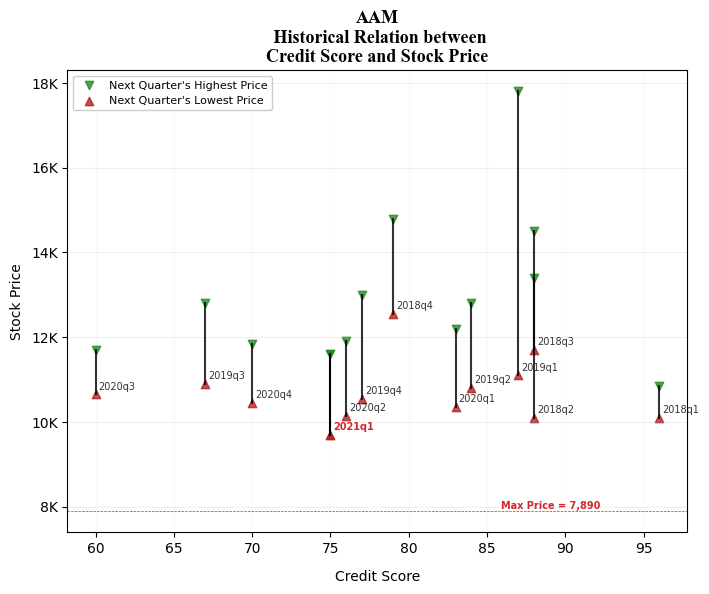 AAM
Historical Relation between
Credit Score and Stock Price
Next Quarter's Highest Price
Next Quarter's Lowest Price
18K
16K
14K
12K
10K
8K
Stock Price
2018q4
2018q3
2019q1
2019q3
2019q2
2020q3
2019q4
2020q4
2020q1
2020q2
2018q2
2018q1
2021q1
Max Price = 7,890
60 65 70 75 80 85 90 95
Credit Score